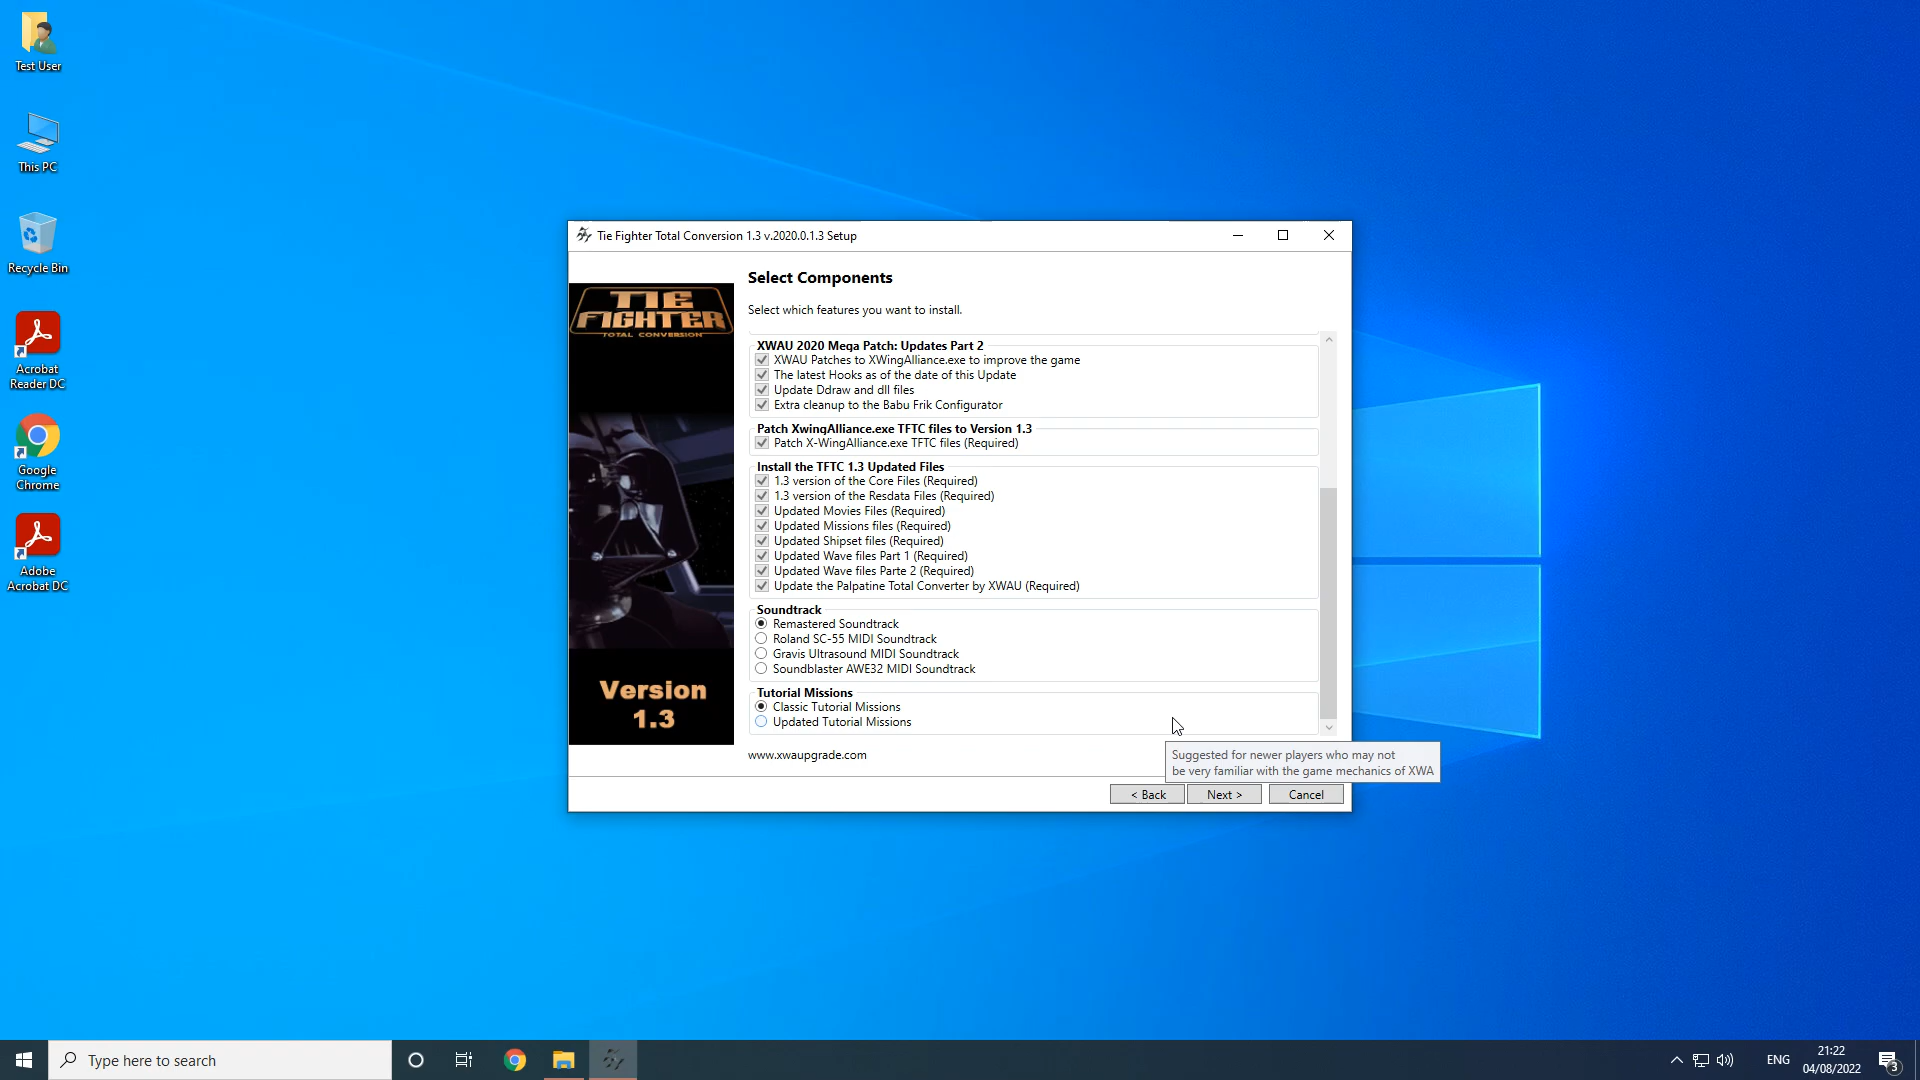 Test User
This PC
Recycle Bin
Acrobat
Reader DC
Google
Chrome
Adobe
Acrobat DC
Tie Fighter Total Conversion 1.3 v.2020.0.1.3 Setup
TIE
FIGHTER
TOTAL CONVERSION
Version
1.3
Select Components
Select which features you want to install.
XWAU 2020 Mega Patch: Updates Part 2
XWAU Patches to XWingAlliance.exe to improve the game
The latest Hooks as of the date of this Update
Update Ddraw and dll files
Extra cleanup to the Babu Frik Configurator
Patch XwingAlliance.exe TFTC files to Version 1.3
Patch X-WingAlliance.exe TFTC files (Required)
Install the TFTC 1.3 Updated Files
1.3 version of the Core Files (Required)
1.3 version of the Resdata Files (Required)
Updated Movies Files (Required)
Updated Missions files (Required)
Updated Shipset files (Required)
Updated Wave files Part 1 (Required)
Updated Wave files Parte 2 (Required)
Update the Palpatine Total Converter by XWAU (Required)
Soundtrack
Remastered Soundtrack
Roland SC-55 MIDI Soundtrack
Gravis Ultrasound MIDI Soundtrack
Soundblaster AWE32 MIDI Soundtrack
Tutorial Missions
Classic Tutorial Missions
Updated Tutorial Missions
www.xwaupgrade.com
Suggested for newer players who may not
be very familiar with the game mechanics of XWA
< Back
Next >
Cancel
Type here to search
ENG
21:22
04/08/2022
3